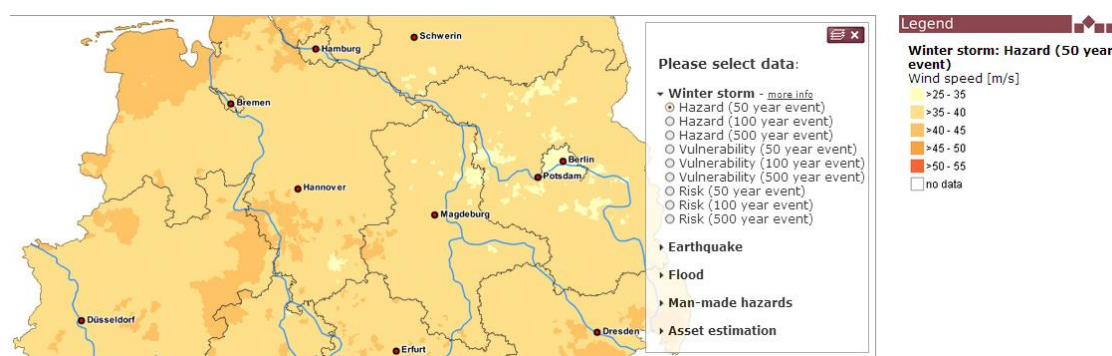 Schwerin
Hamburg
Bremen
Berlin
Potsdam
Hannover
Magdeburg
Düsseldorf
Dresden
Erfurt
Please select data:
Winter storm - more info
Hazard (50 year event)
Hazard (100 year event)
Hazard (500 year event)
Vulnerability (50 year event)
Vulnerability (100 year event)
Vulnerability (500 year event)
Risk (50 year event)
Risk (100 year event)
Risk (500 year event)
Earthquake
Flood
Man-made hazards
Asset estimation
Legend
Winter storm: Hazard (50 year
event)
Wind speed [m/s]
>25 - 35
>35 - 40
>40 - 45
>45 - 50
>50 - 55
no data